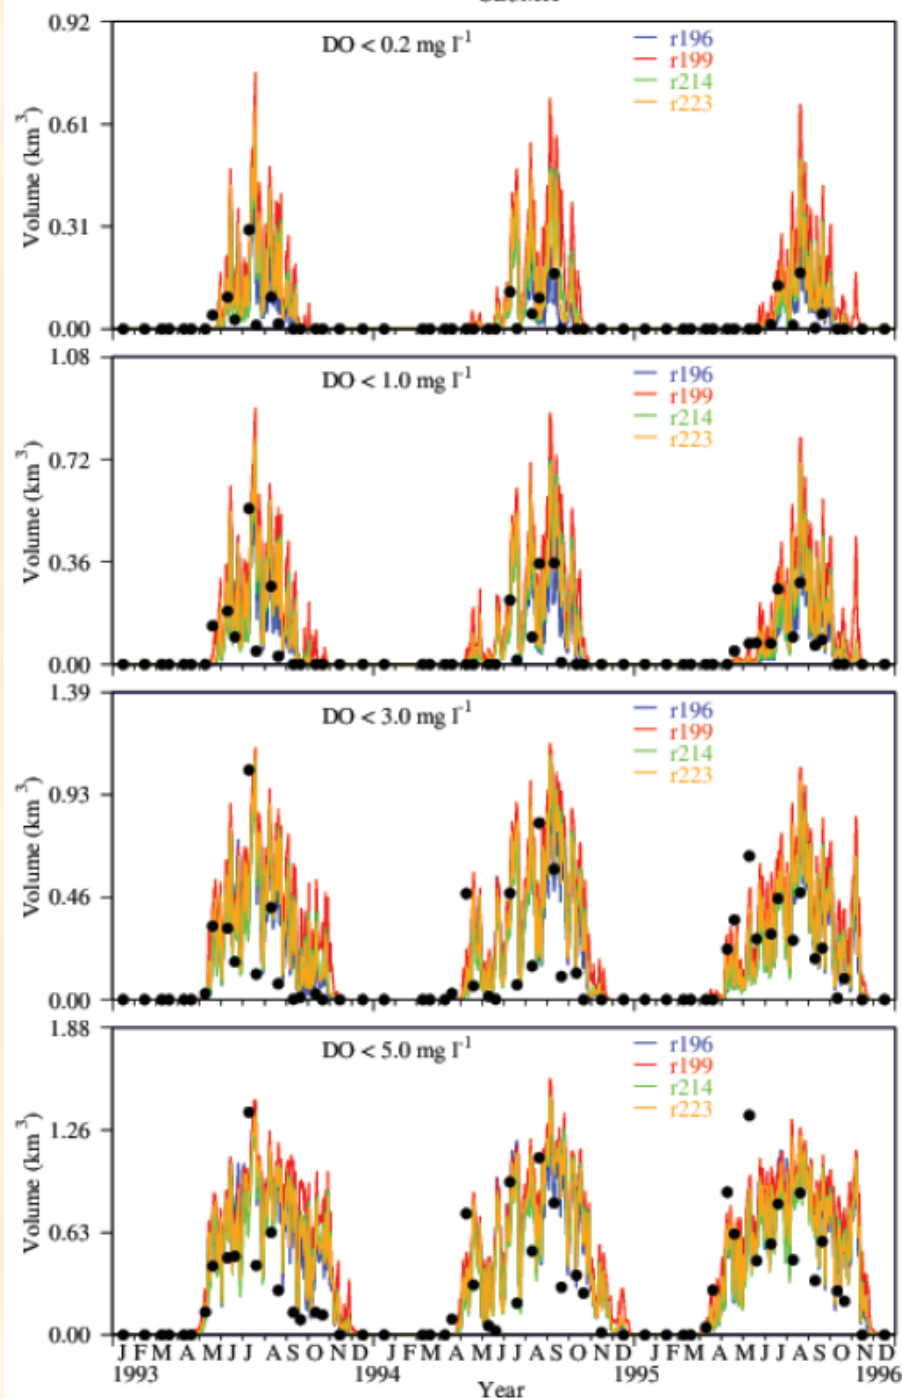 0.92
DO < 0.2 mg l-1
r196
r199
r214
r223
0.61
0.31
0.00
Volume (km3)
1.08
DO < 1.0 mg l-1
r196
r199
r214
r223
0.72
0.36
0.00
Volume (km3)
1.39
DO < 3.0 mg l-1
r196
r199
r214
r223
0.93
0.46
0.00
Volume (km3)
1.88
DO < 5.0 mg l-1
r196
r199
r214
r223
1.26
0.63
0.00
Volume (km3)
J F M A M J J A S O N D J F M A M J J A S O N D J F M A M J J A S O N D
1993 1994 1995 1996
Year